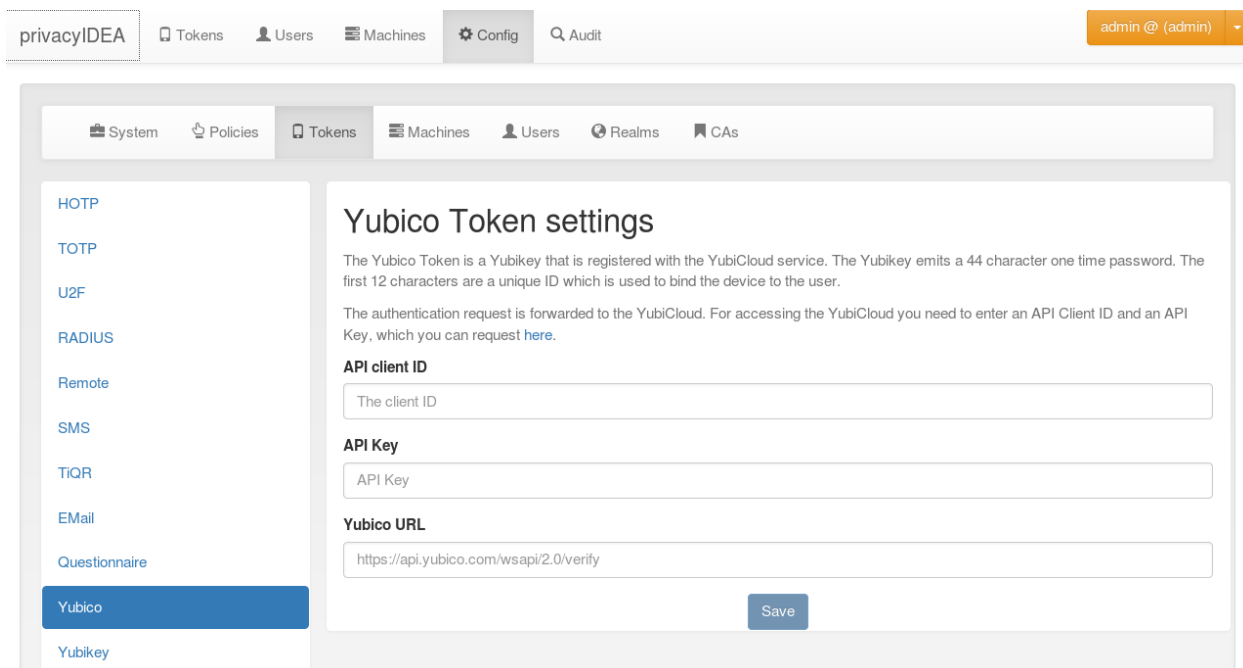 privacyIDEA Tokens Users Machines Config Audit admin @ (admin)
System Policies Tokens Machines Users Realms CAs
HOTP
TOTP
U2F
RADIUS
Remote
SMS
TiQR
EMail
Questionnaire
Yubico
Yubikey
Yubico Token settings
The Yubico Token is a Yubikey that is registered with the YubiCloud service. The Yubikey emits a 44 character one time password. The
first 12 characters are a unique ID which is used to bind the device to the user.
The authentication request is forwarded to the YubiCloud. For accessing the YubiCloud you need to enter an API Client ID and an API
Key, which you can request here.
API client ID
The client ID
API Key
API Key
Yubico URL
https://api.yubico.com/wsapi/2.0/verify
Save